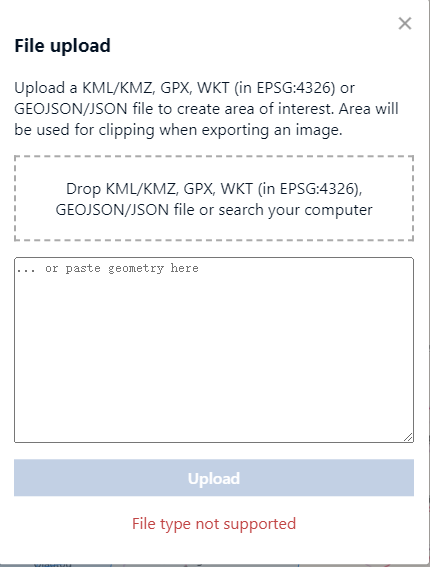 File upload
Upload a KML/KMZ, GPX, WKT (in EPSG:4326) or
GEOJSON/JSON file to create area of interest. Area will
be used for clipping when exporting an image.
Drop KML/KMZ, GPX, WKT (in EPSG:4326),
GEOJSON/JSON file or search your computer
... or paste geometry here
Upload
File type not supported